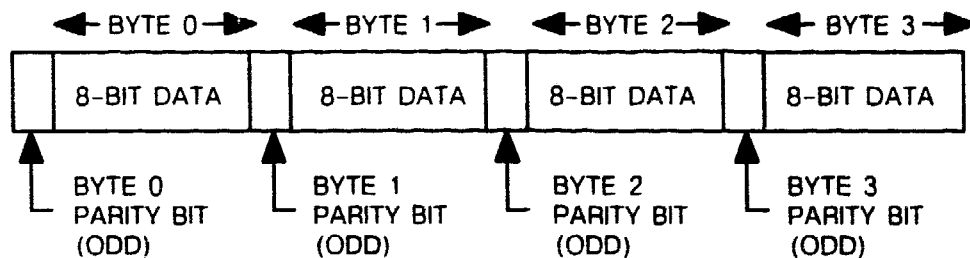 BYTE 0 BYTE 1 BYTE 2 BYTE 3
8-BIT DATA 8-BIT DATA 8-BIT DATA 8-BIT DATA
BYTE 0 BYTE 1 BYTE 2 BYTE 3
PARITY BIT PARITY BIT PARITY BIT PARITY BIT
(ODD) (ODD) (ODD) (ODD)